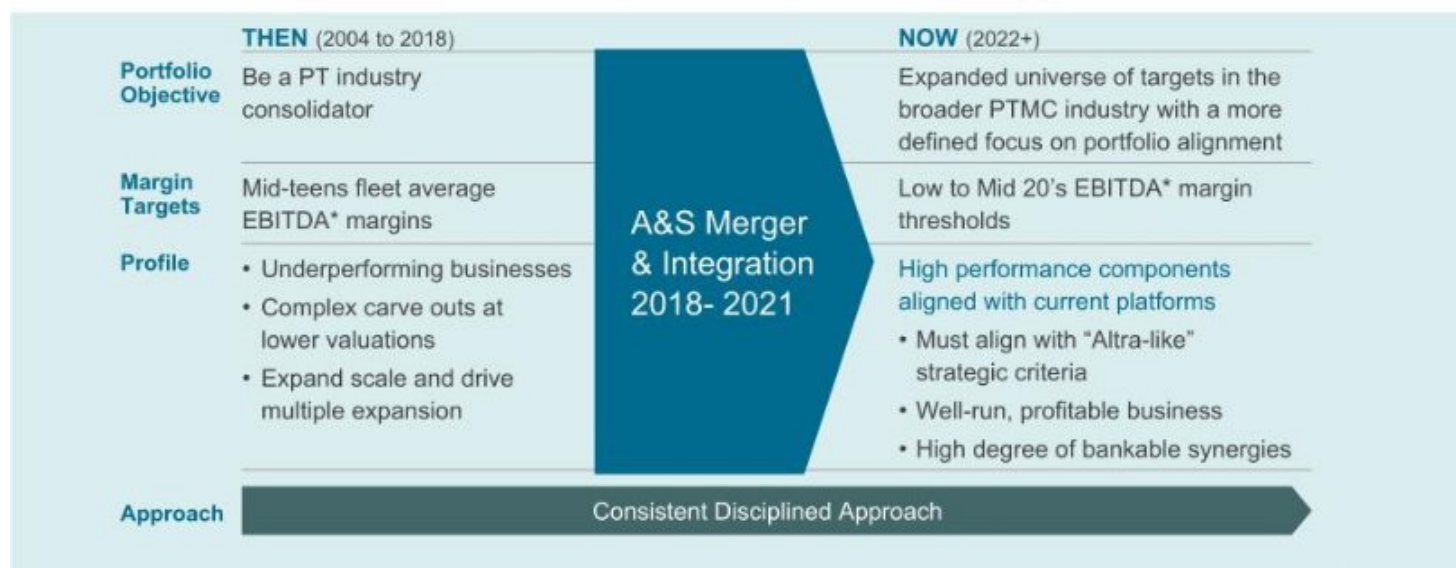 THEN (2004 to 2018)
NOW (2022+)
Portfolio
Objective
Be a PT industry
consolidator
Expanded universe of targets in the
broader PTMC industry with a more
defined focus on portfolio alignment
Margin
Targets
Mid-teens fleet average
EBITDA* margins
Low to Mid 20's EBITDA* margin
thresholds
Profile
• Underperforming businesses
• Complex carve outs at
lower valuations
• Expand scale and drive
multiple expansion
A&S Merger
& Integration
2018- 2021
High performance components
aligned with current platforms
• Must align with “Altra-like”
strategic criteria
• Well-run, profitable business
• High degree of bankable synergies
Approach
Consistent Disciplined Approach